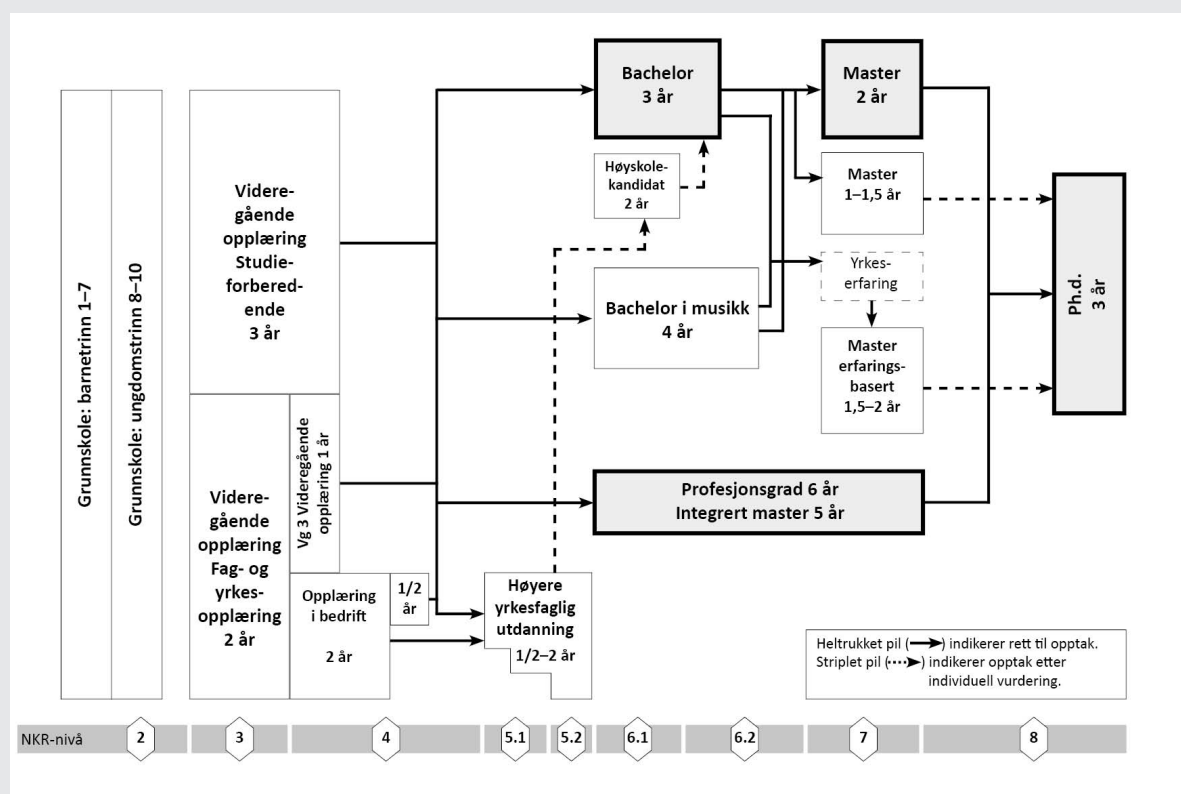 Grunnskole: barnetrinn 1–7
Grunnskole: ungdomstrinn 8–10
Videre-
gående
opplæring
Studie-
forbered-
ende
3 år
Videre-
gående
opplæring
Fag- og
yrkes-
opplæring
2 år
Vg 3 Videregående
opplæring 1 år
Opplæring
i bedrift
2 år
1/2
år
Høyere
yrkesfaglig
utdanning
1/2–2 år
Bachelor
3 år
Høyskole-
kandidat
2 år
Bachelor i musikk
4 år
Profesjonsgrad 6 år
Integrert master 5 år
Master
2 år
Master
1–1,5 år
Yrkes-
erfaring
Master
erfarings-
basert
1,5–2 år
Ph.d.
3 år
Heltrukket pil ( ) indikerer rett til opptak.
Striplet pil ( ) indikerer opptak etter
individuell vurdering.
NKR-nivå 2 3 4 5.1 5.2 6.1 6.2 7 8